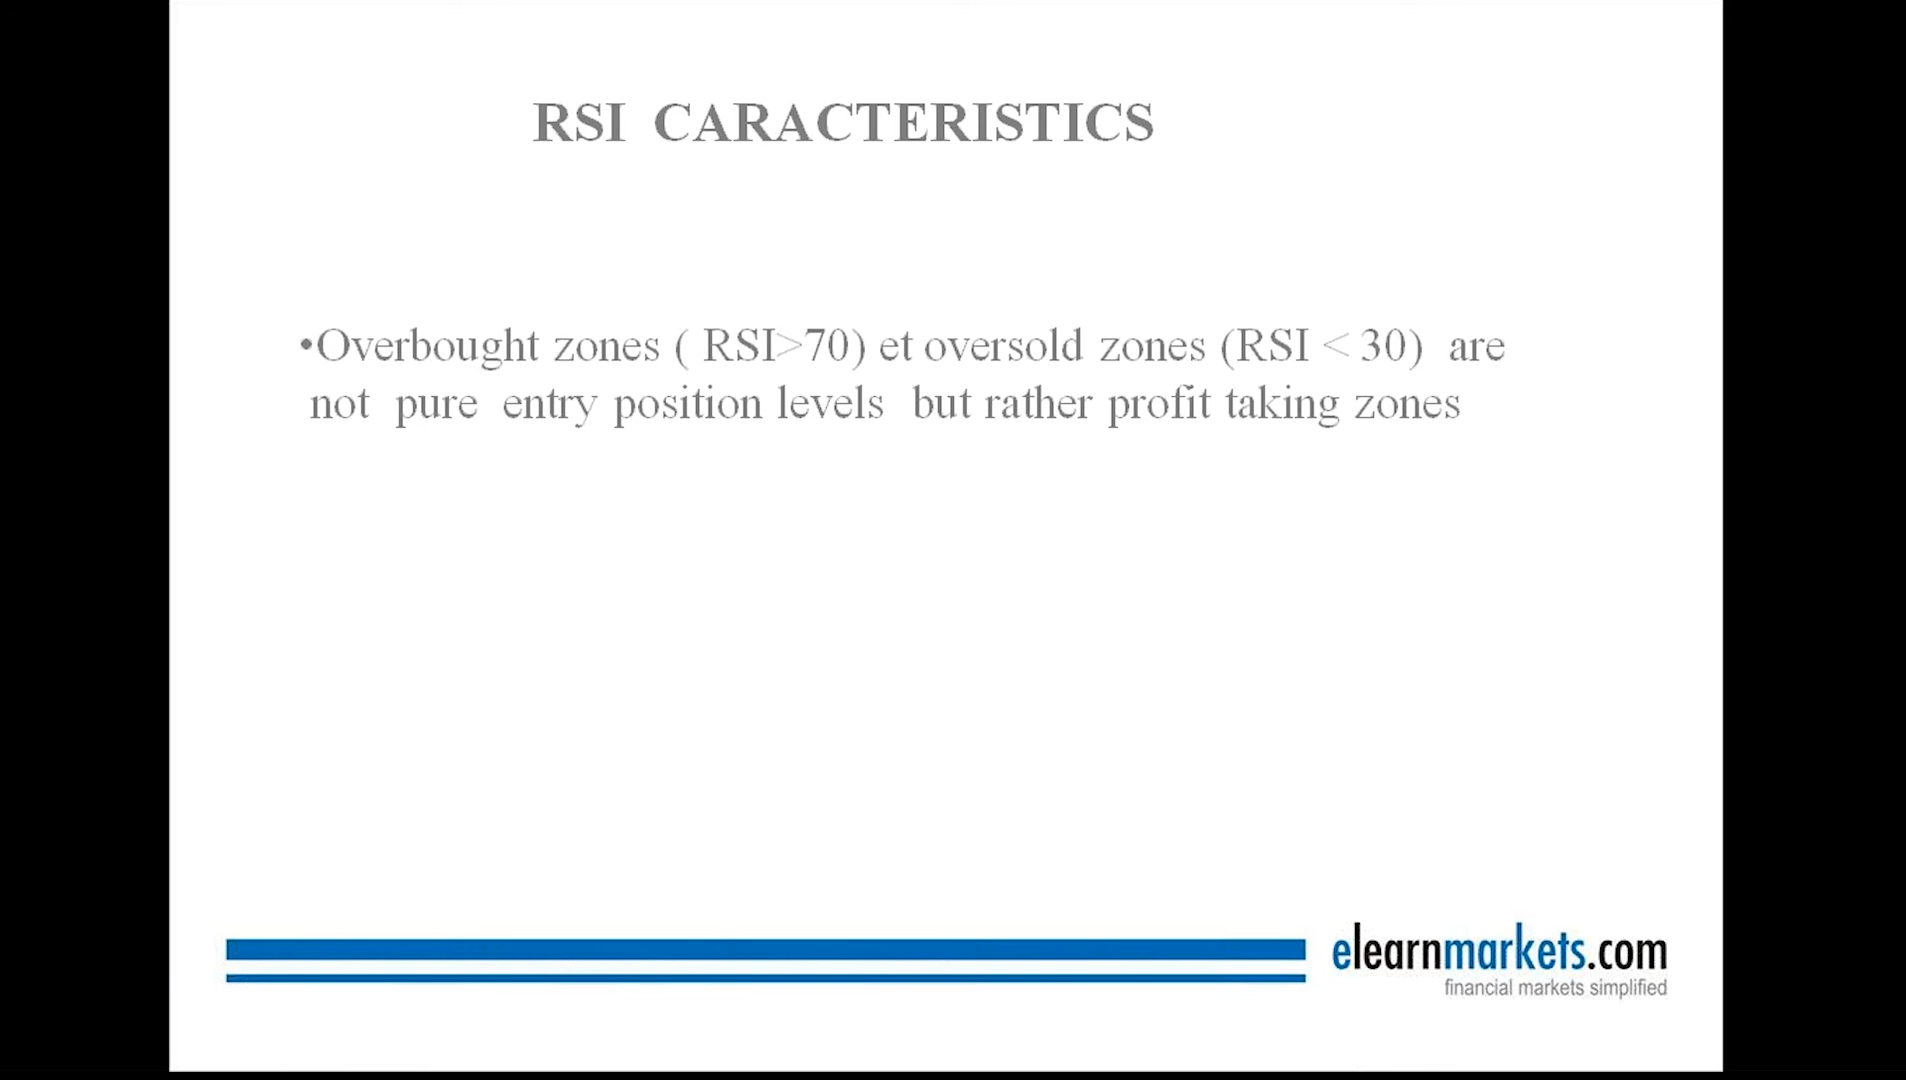 RSI CARACTERISTICS
•Overbought zones ( RSI>70) et oversold zones (RSI < 30) are
not pure entry position levels but rather profit taking zones
elearnmarkets.com
financial markets simplified